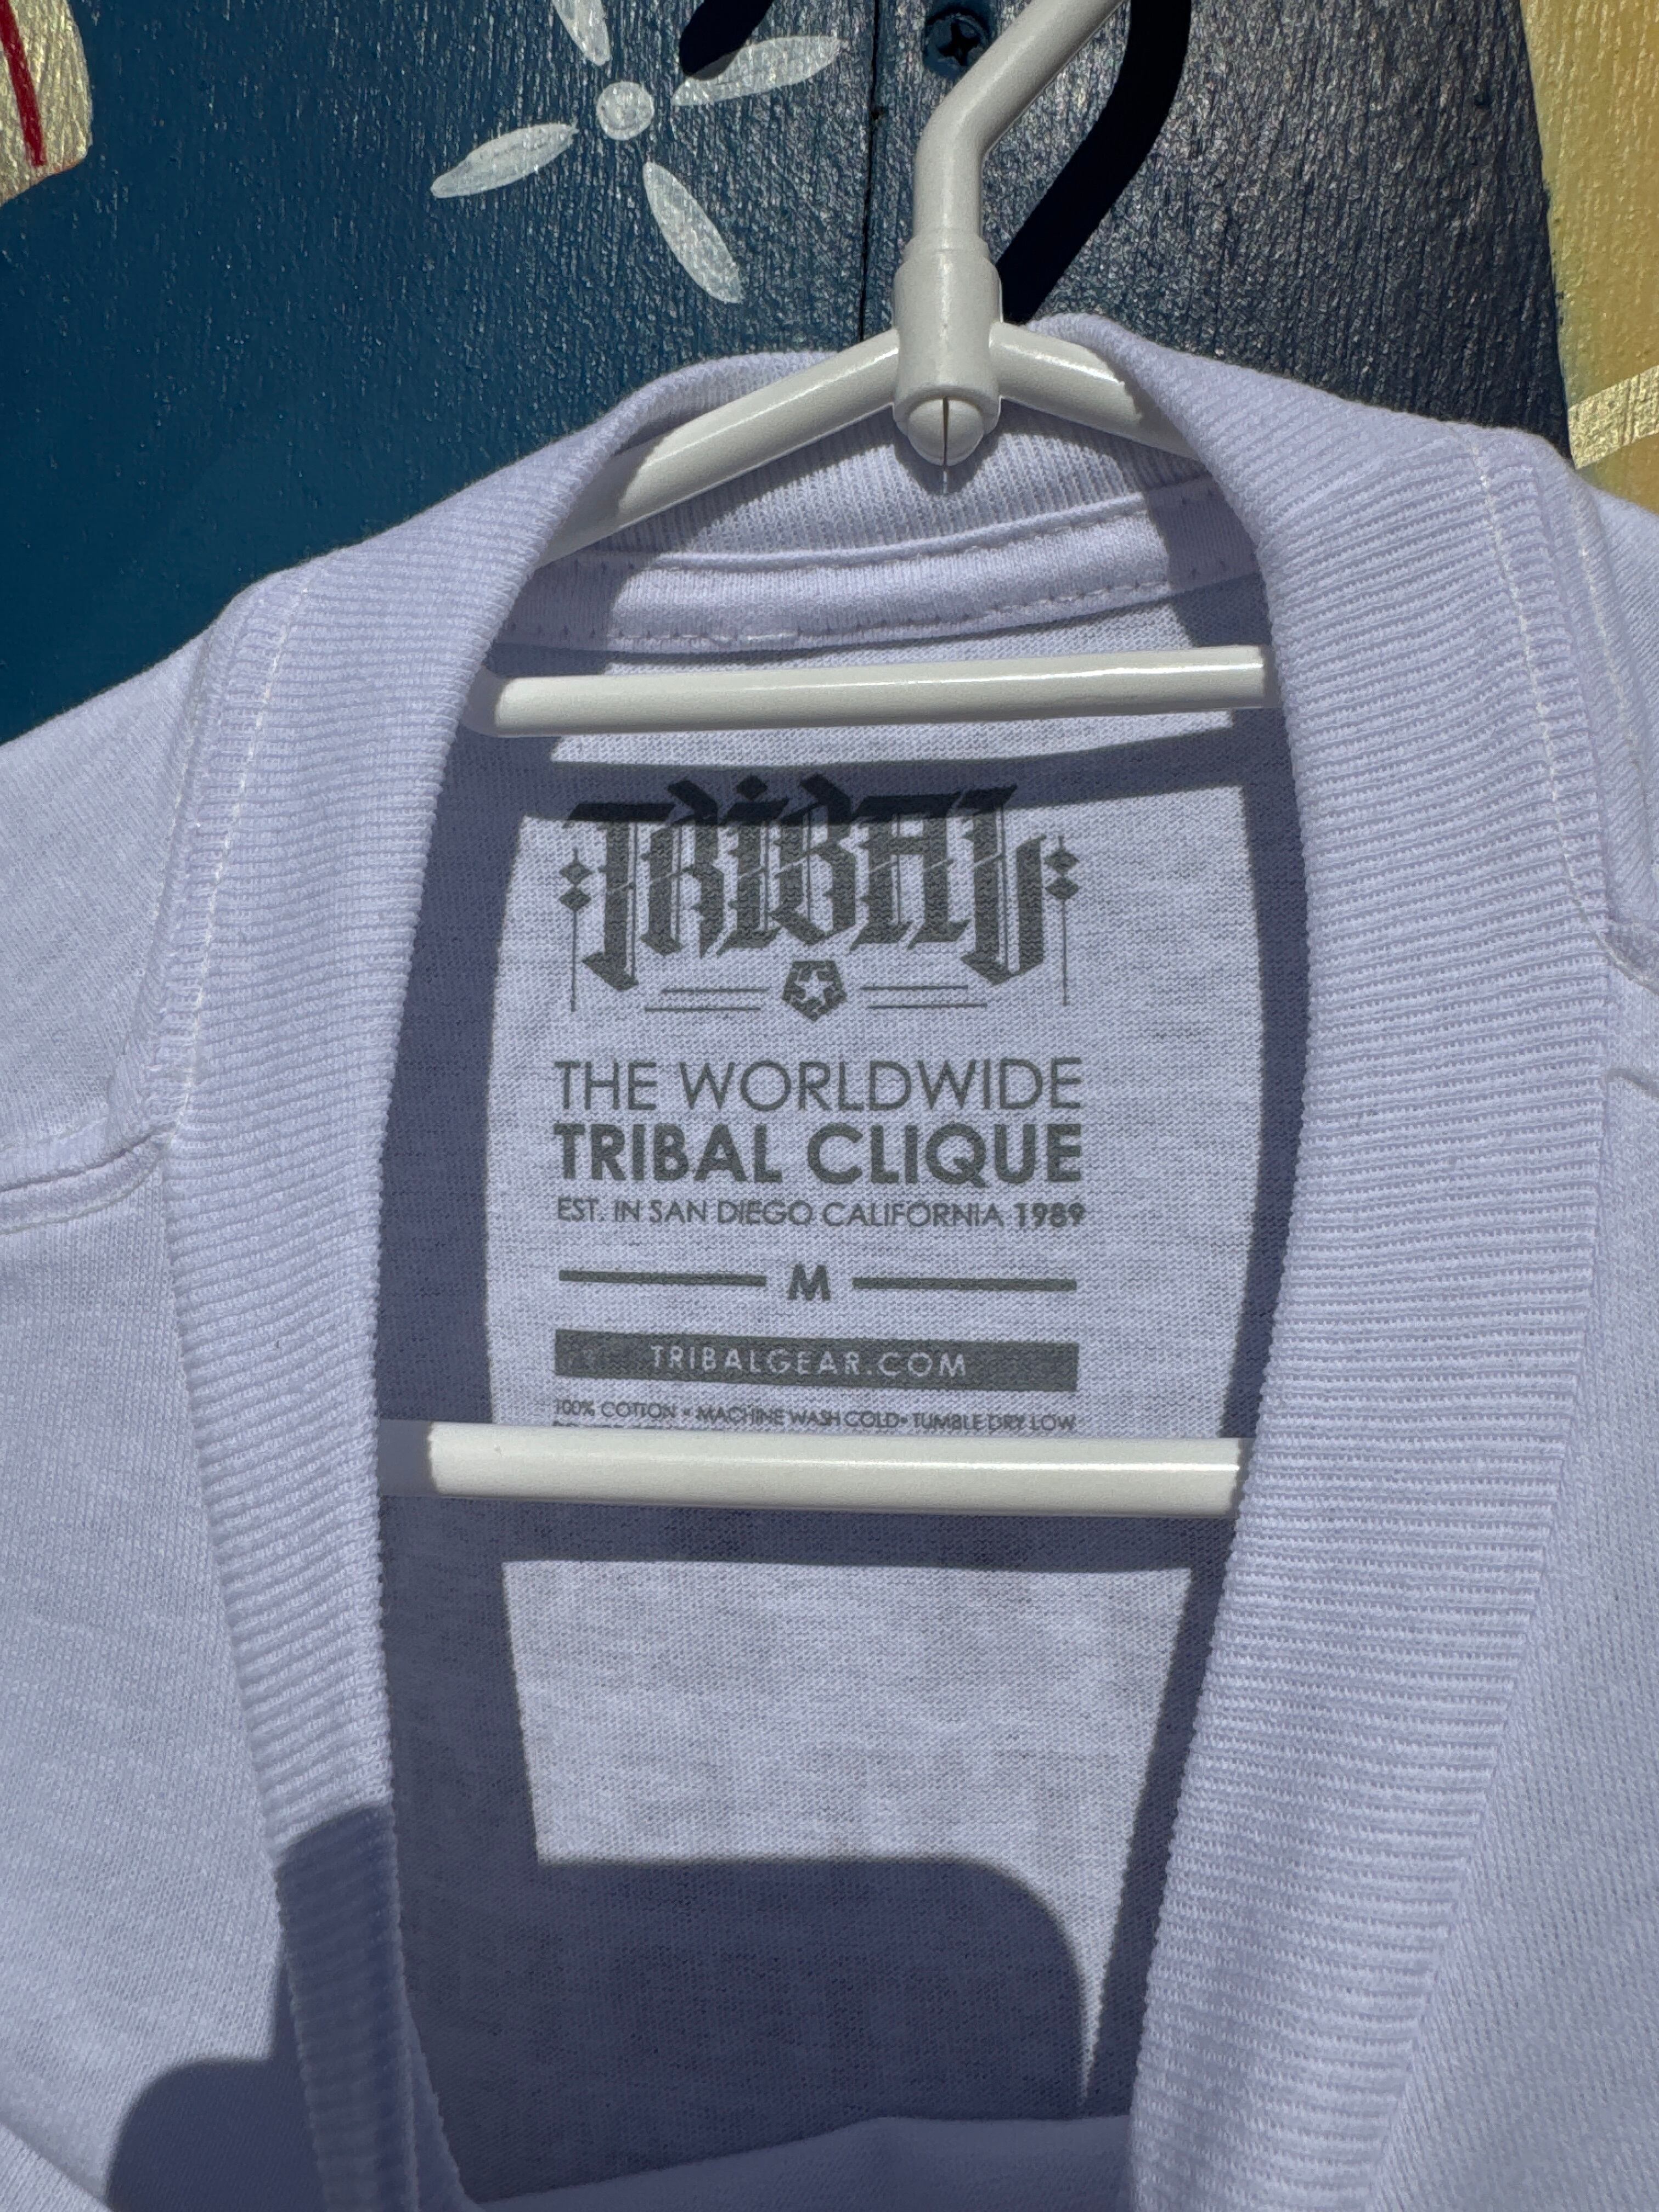 TRIBAL
THE WORLDWIDE
TRIBAL CLIQUE
EST. IN SAN DIEGO CALIFORNIA 1989
M
TRIBALGEAR.COM
100% COTTON • MACHINE WASH COLD • TUMBLE DRY LOW